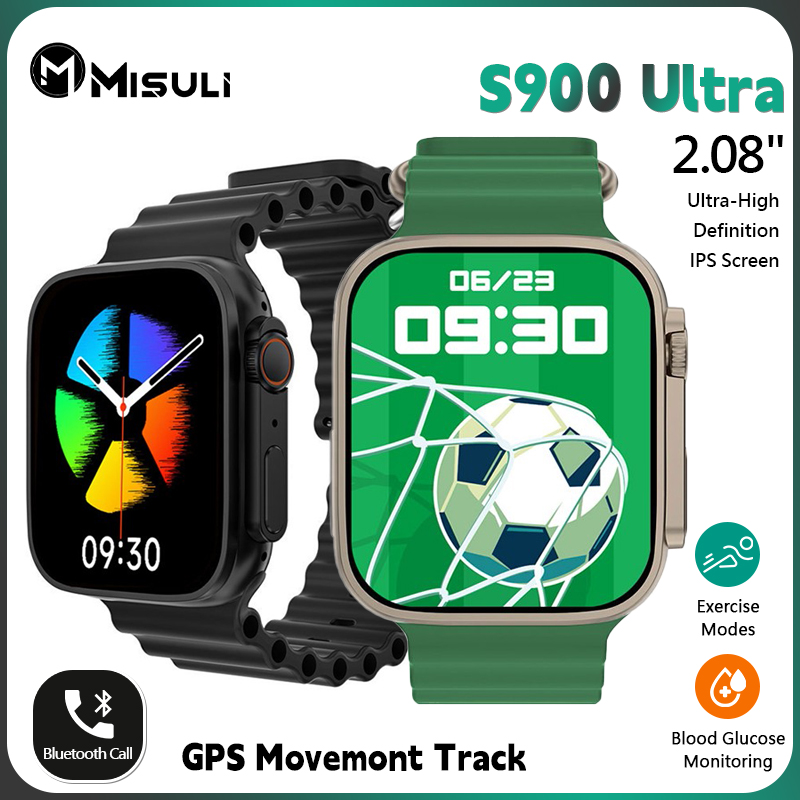 MISULI
S900 Ultra
2.08"
Ultra-High
Definition
IPS Screen
06/23
09:30
09:30
Exercise
Modes
Blood Glucose
Monitoring
Bluetooth Call
GPS Movemont Track